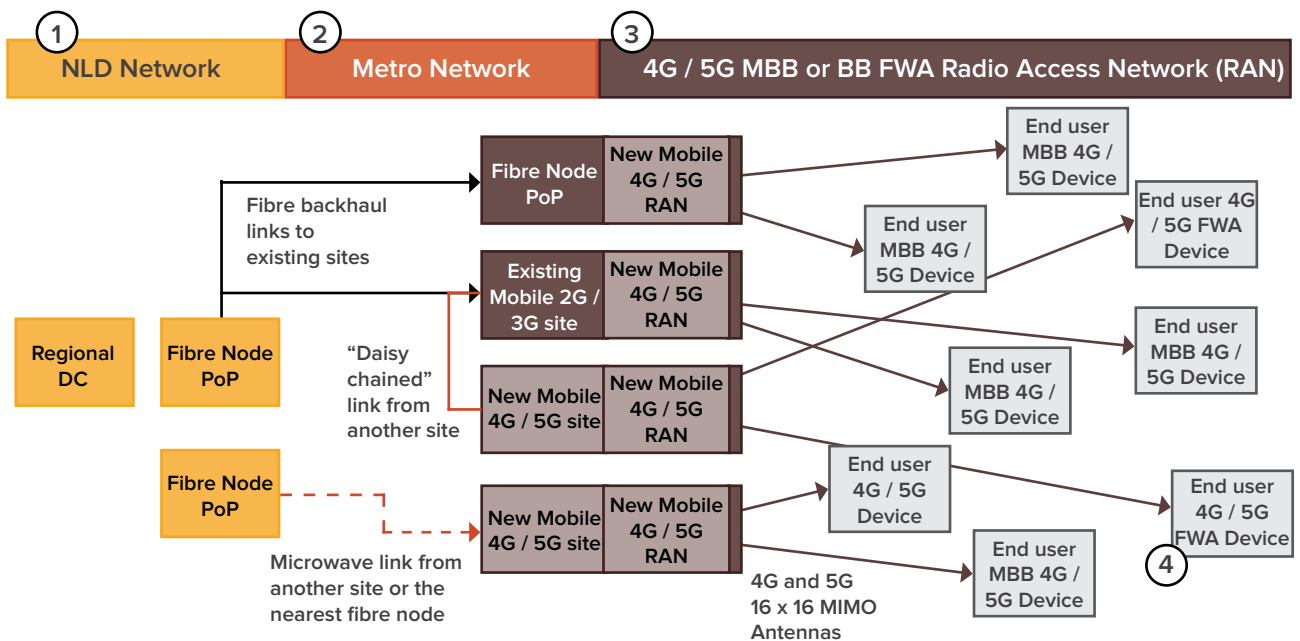 1
2
3
NLD Network
Metro Network
4G / 5G MBB or BB FWA Radio Access Network (RAN)
Fibre backhaul
links to
existing sites
Fibre Node
PoP
New Mobile
4G / 5G
RAN
End user
MBB 4G /
5G Device
End user
MBB 4G /
5G Device
End user 4G
/ 5G FWA
Device
Existing
Mobile 2G /
3G site
New Mobile
4G / 5G
RAN
Regional
DC
Fibre Node
PoP
“Daisy
chained”
link from
another site
End user
MBB 4G /
5G Device
End user
MBB 4G /
5G Device
New Mobile
4G / 5G site
New Mobile
4G / 5G
RAN
Fibre Node
PoP
New Mobile
4G / 5G site
New Mobile
4G / 5G
RAN
End user
4G / 5G
Device
End user
4G / 5G
FWA Device
4
Microwave link from
another site or the
nearest fibre node
4G and 5G
16 x 16 MIMO
Antennas
End user
MBB 4G /
5G Device